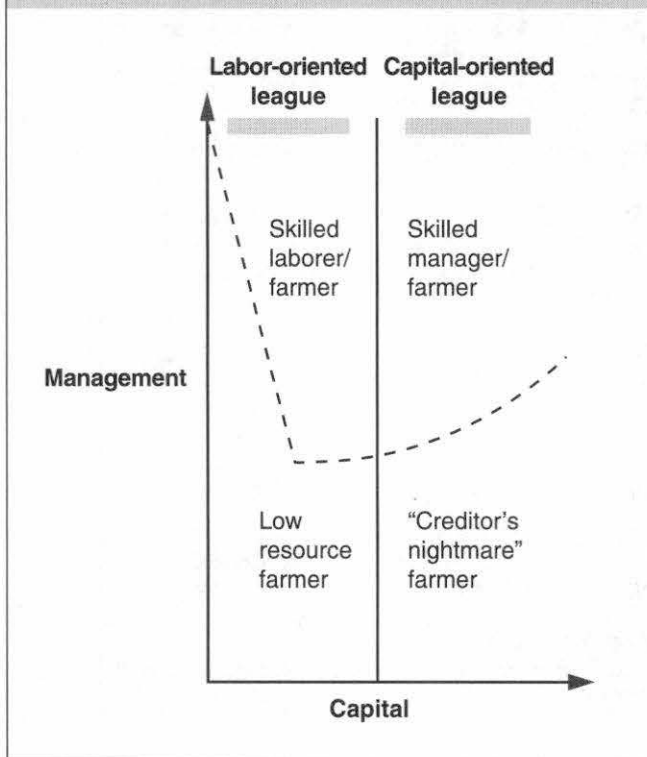 Labor-oriented
league
Capital-oriented
league
Skilled
laborer/
farmer
Skilled
manager/
farmer
Management
Low
resource
farmer
“Creditor’s
nightmare”
farmer
Capital